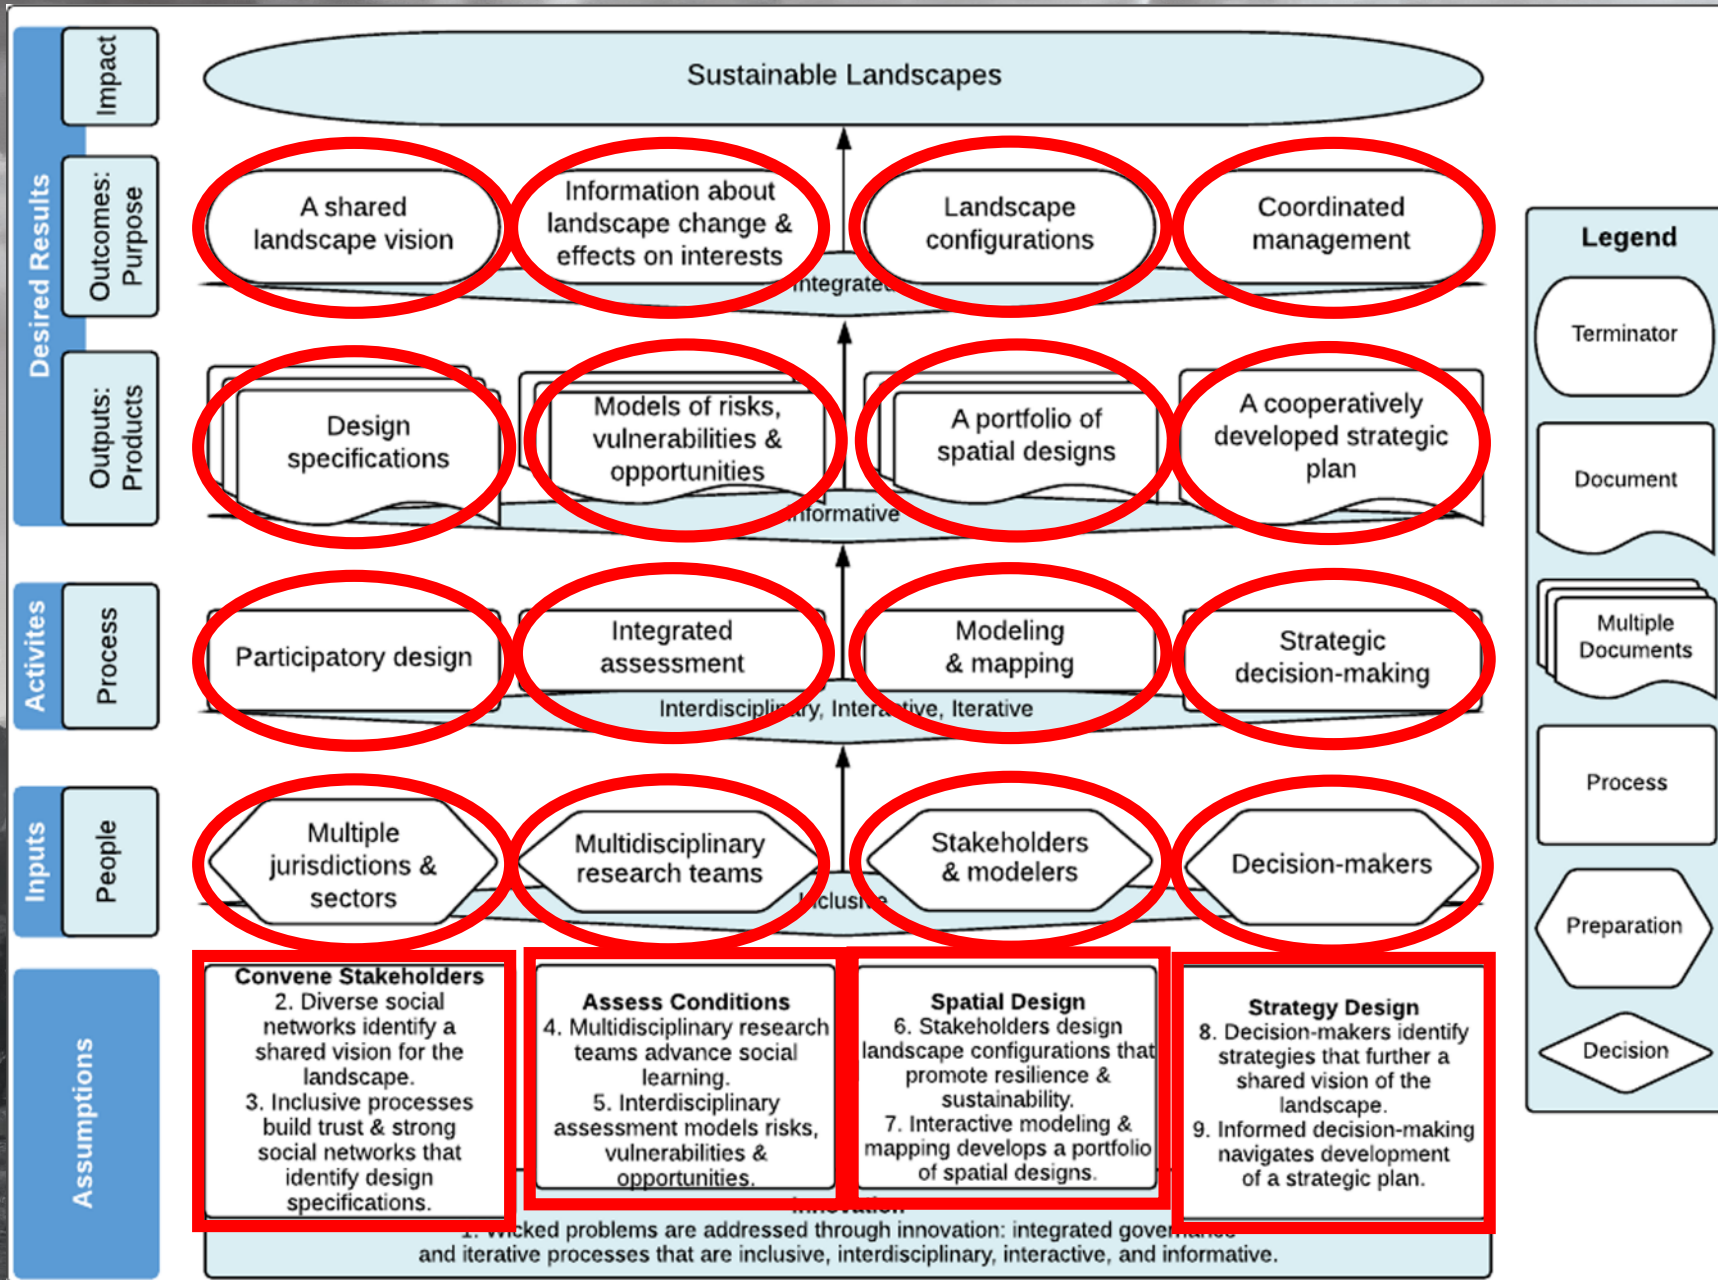 Impact
Sustainable Landscapes
Desired Results
Outcomes:
Purpose
A shared
landscape vision
Information about
landscape change &
effects on interests
Landscape
configurations
Coordinated
management
Integrated
Outputs:
Products
Design
specifications
Models of risks,
vulnerabilities &
opportunities
A portfolio of
spatial designs
A cooperatively
developed strategic
plan
Informative
Activites
Process
Participatory design
Integrated
assessment
Modeling
& mapping
Strategic
decision-making
Interdisciplinary, Interactive, Iterative
Inputs
People
Multiple
jurisdictions &
sectors
Multidisciplinary
research teams
Stakeholders
& modelers
Decision-makers
Inclusive
Assumptions
Convene Stakeholders
2. Diverse social
networks identify a
shared vision for the
landscape.
3. Inclusive processes
build trust & strong
social networks that
identify design
specifications.
Assess Conditions
4. Multidisciplinary research
teams advance social
learning.
5. Interdisciplinary
assessment models risks,
vulnerabilities &
opportunities.
Spatial Design
6. Stakeholders design
landscape configurations that
promote resilience &
sustainability.
7. Interactive modeling &
mapping develops a portfolio
of spatial designs.
Strategy Design
8. Decision-makers identify
strategies that further a
shared vision of the
landscape.
9. Informed decision-making
navigates development
of a strategic plan.
Innovation
1. Wicked problems are addressed through innovation: integrated governance
and iterative processes that are inclusive, interdisciplinary, interactive, and informative.
Legend
Terminator
Document
Multiple
Documents
Process
Preparation
Decision